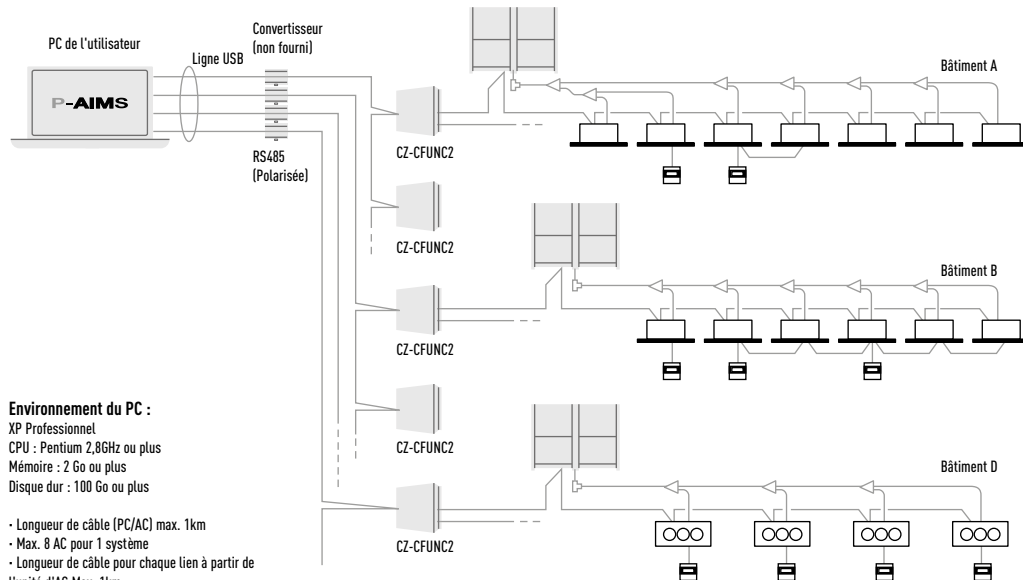 PC de l'utilisateur
P-AIMS
Ligne USB
Convertisseur
(non fourni)
RS485
(Polarisée)
CZ-CFUNC2
CZ-CFUNC2
CZ-CFUNC2
CZ-CFUNC2
CZ-CFUNC2
Bâtiment A
Bâtiment B
Bâtiment D
Environnement du PC :
XP Professionnel
CPU : Pentium 2,8GHz ou plus
Mémoire : 2 Go ou plus
Disque dur : 100 Go ou plus
· Longueur de câble (PC/AC) max. 1km
· Max. 8 AC pour 1 système
· Longueur de câble pour chaque lien à partir de